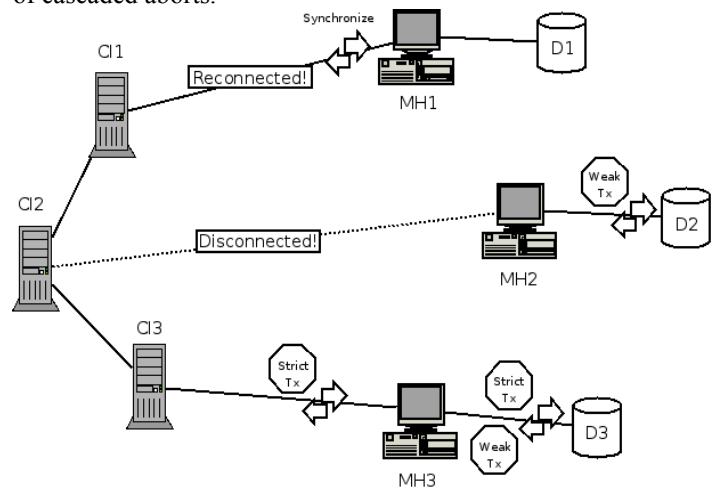 of cascaded aborts.
Synchronize
CI1
D1
Reconnected!
MH1
Weak
Tx
CI2
D2
Disconnected!
MH2
CI3
Strict
Tx
Strict
Tx
D3
Weak
Tx
MH3